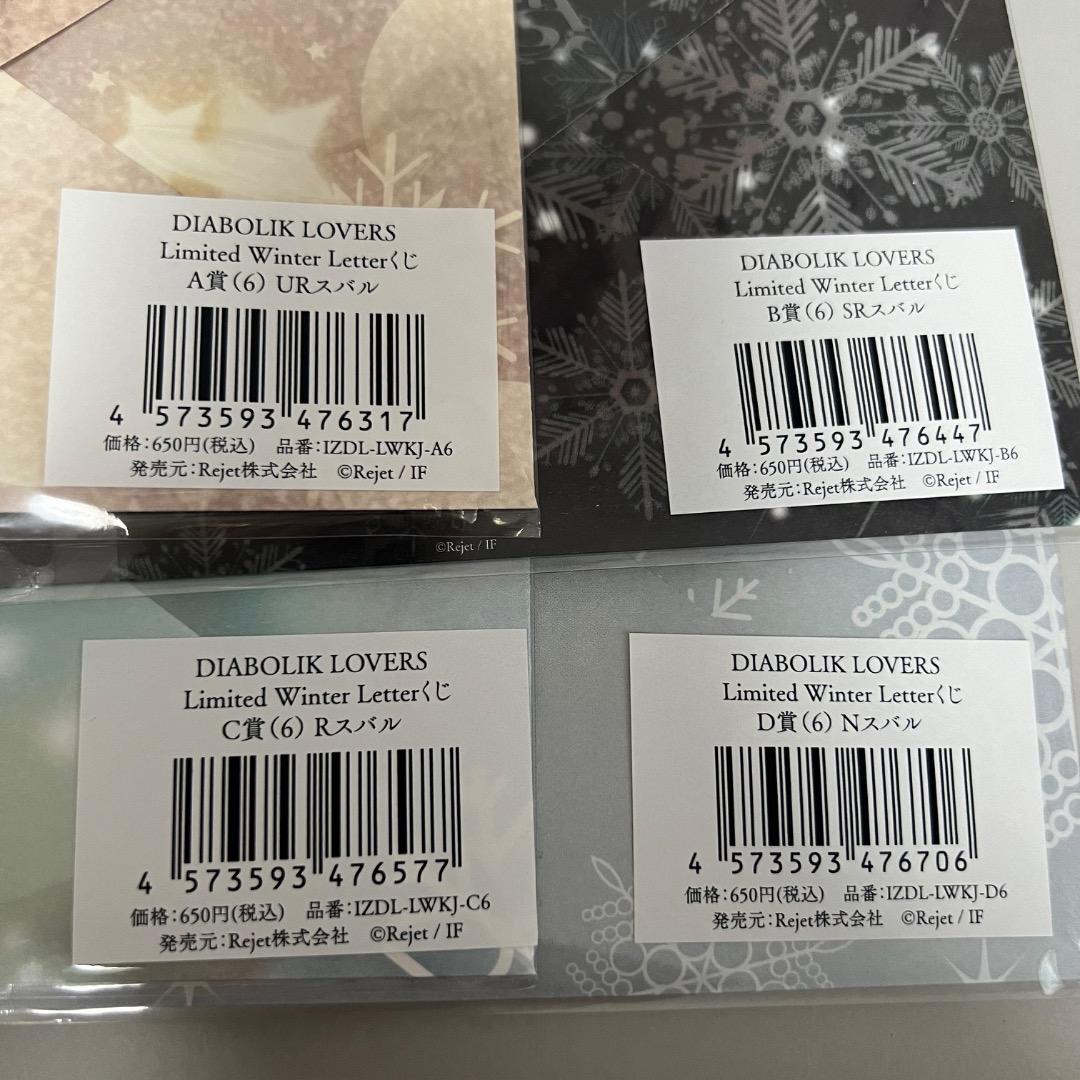 DIABOLIK LOVERS
Limited Winter Letterくじ
A賞(6) URスバル
4 573593 476317
価格:650円(税込) 品番:IZDL-LWKJ-A6
発売元:Rejet株式会社 ©Rejet / IF
DIABOLIK LOVERS
Limited Winter Letterくじ
B賞(6) SRスバル
4 573593 476447
価格:650円(税込) 品番:IZDL-LWKJ-B6
発売元:Rejet株式会社 ©Rejet / IF
©Rejet / IF
DIABOLIK LOVERS
Limited Winter Letterくじ
C賞(6) Rスバル
4 573593 476577
価格:650円(税込) 品番:IZDL-LWKJ-C6
発売元:Rejet株式会社 ©Rejet / IF
DIABOLIK LOVERS
Limited Winter Letterくじ
D賞(6) Nスバル
4 573593 476706
価格:650円(税込) 品番:IZDL-LWKJ-D6
発売元:Rejet株式会社 ©Rejet / IF